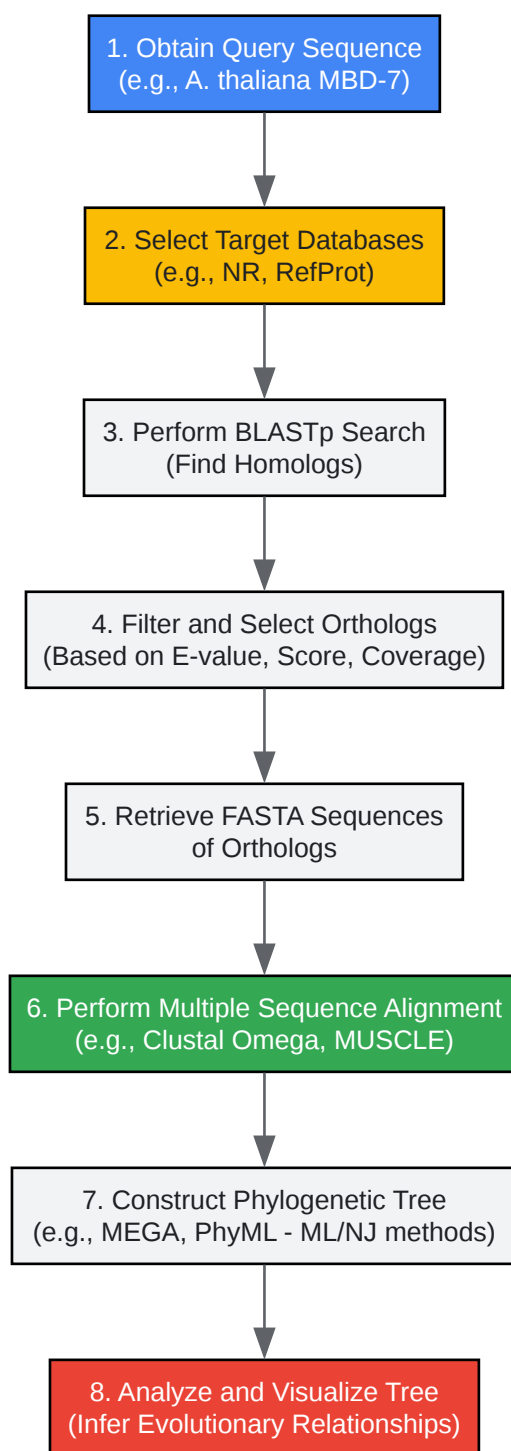 1. Obtain Query Sequence
(e.g., A. thaliana MBD-7)
2. Select Target Databases
(e.g., NR, RefProt)
3. Perform BLASTp Search
(Find Homologs)
4. Filter and Select Orthologs
(Based on E-value, Score, Coverage)
5. Retrieve FASTA Sequences
of Orthologs
6. Perform Multiple Sequence Alignment
(e.g., Clustal Omega, MUSCLE)
7. Construct Phylogenetic Tree
(e.g., MEGA, PhyML - ML/NJ methods)
8. Analyze and Visualize Tree
(Infer Evolutionary Relationships)